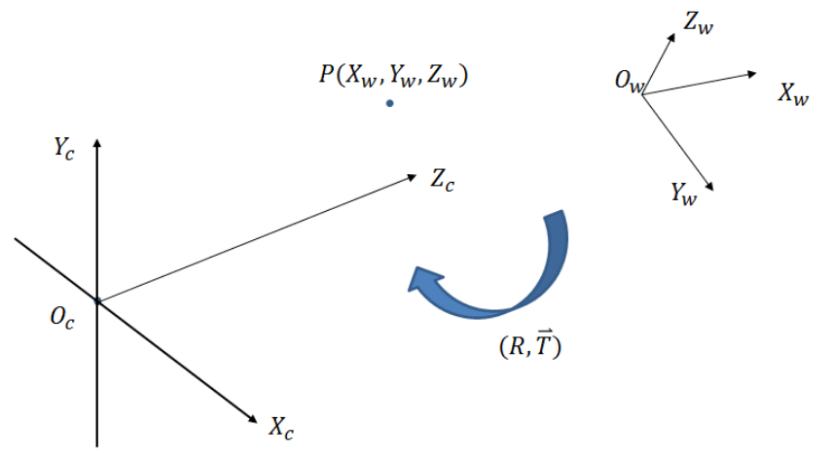 Z_w
P(X_w, Y_w, Z_w)
O_w
X_w
Y_c
Z_c
Y_w
O_c
(R, \vec{T})
X_c